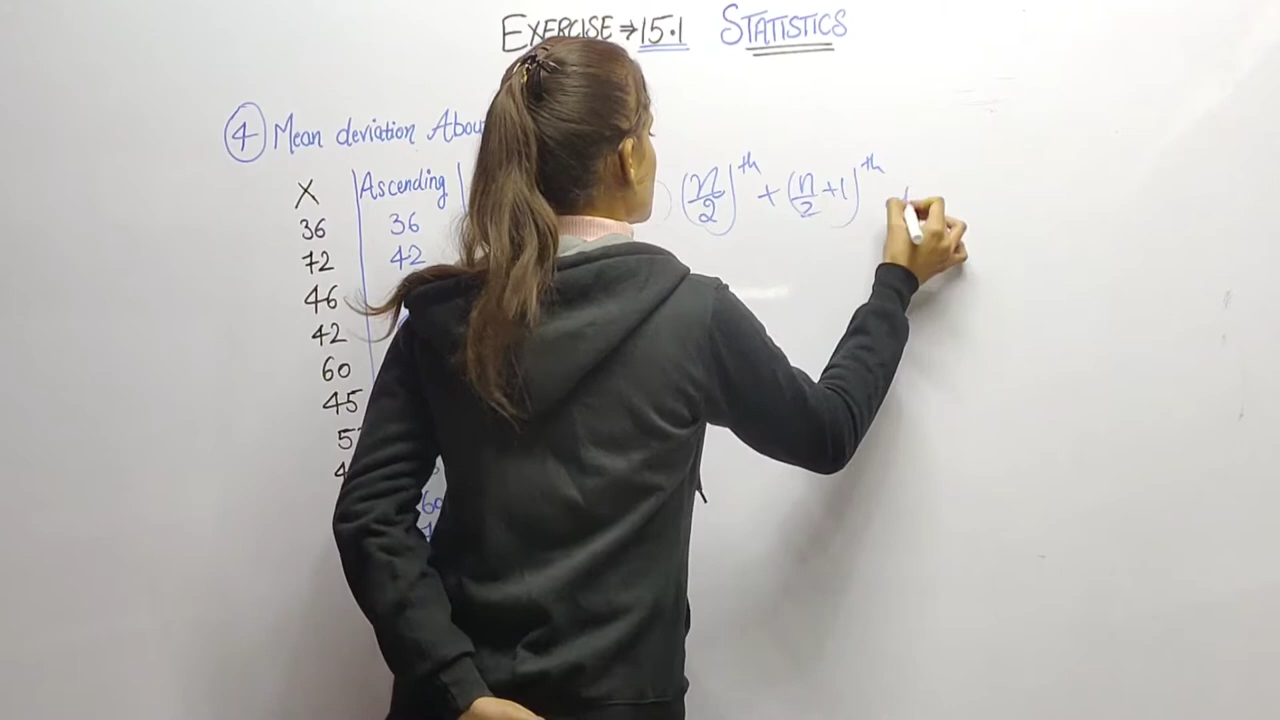 EXERCISE → 15.1 STATISTICS
④ Mean deviation
X Ascending (n/2)^th + (n/2 + 1)^th
36 36
72 42
46
42
60
45
60